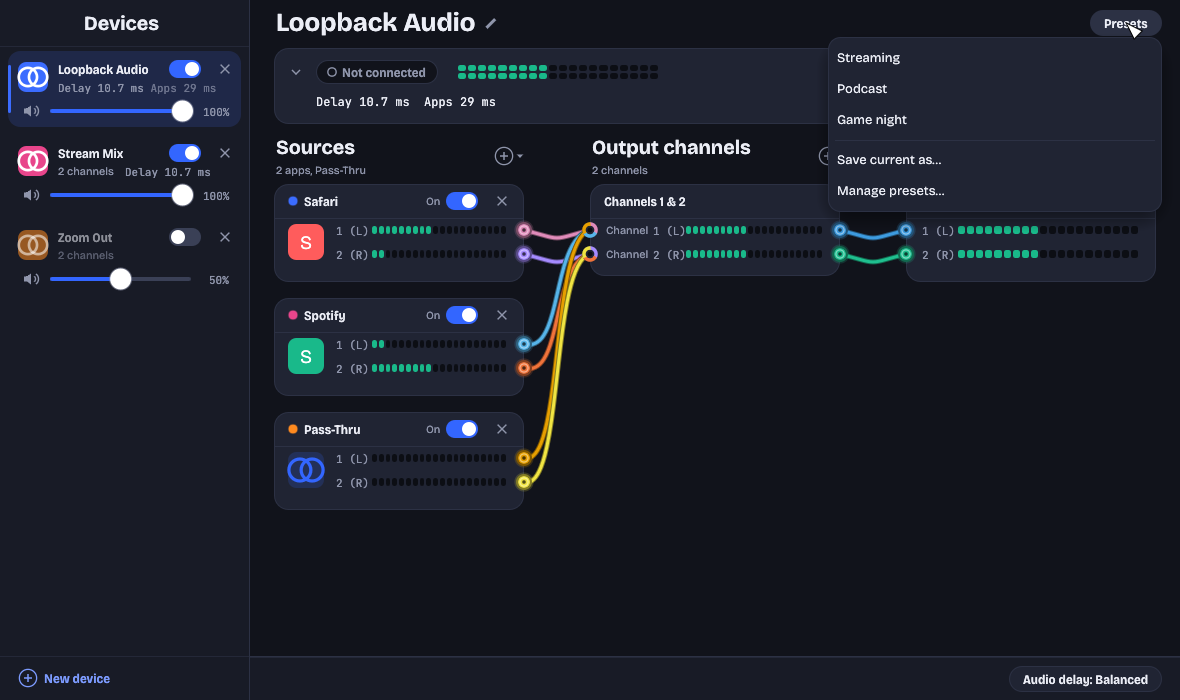 Devices
Loopback Audio
Delay 10.7 ms Apps 29 ms
100%
Stream Mix
2 channels Delay 10.7 ms
100%
Zoom Out
2 channels
50%
New device
Loopback Audio
Presets
Not connected
Delay 10.7 ms Apps 29 ms
Streaming
Podcast
Game night
Save current as...
Manage presets...
Sources
2 apps, Pass-Thru
Safari On
S
1 (L)
2 (R)
Spotify On
S
1 (L)
2 (R)
Pass-Thru On
1 (L)
2 (R)
Output channels
2 channels
Channels 1 & 2
Channel 1 (L)
Channel 2 (R)
1 (L)
2 (R)
Audio delay: Balanced